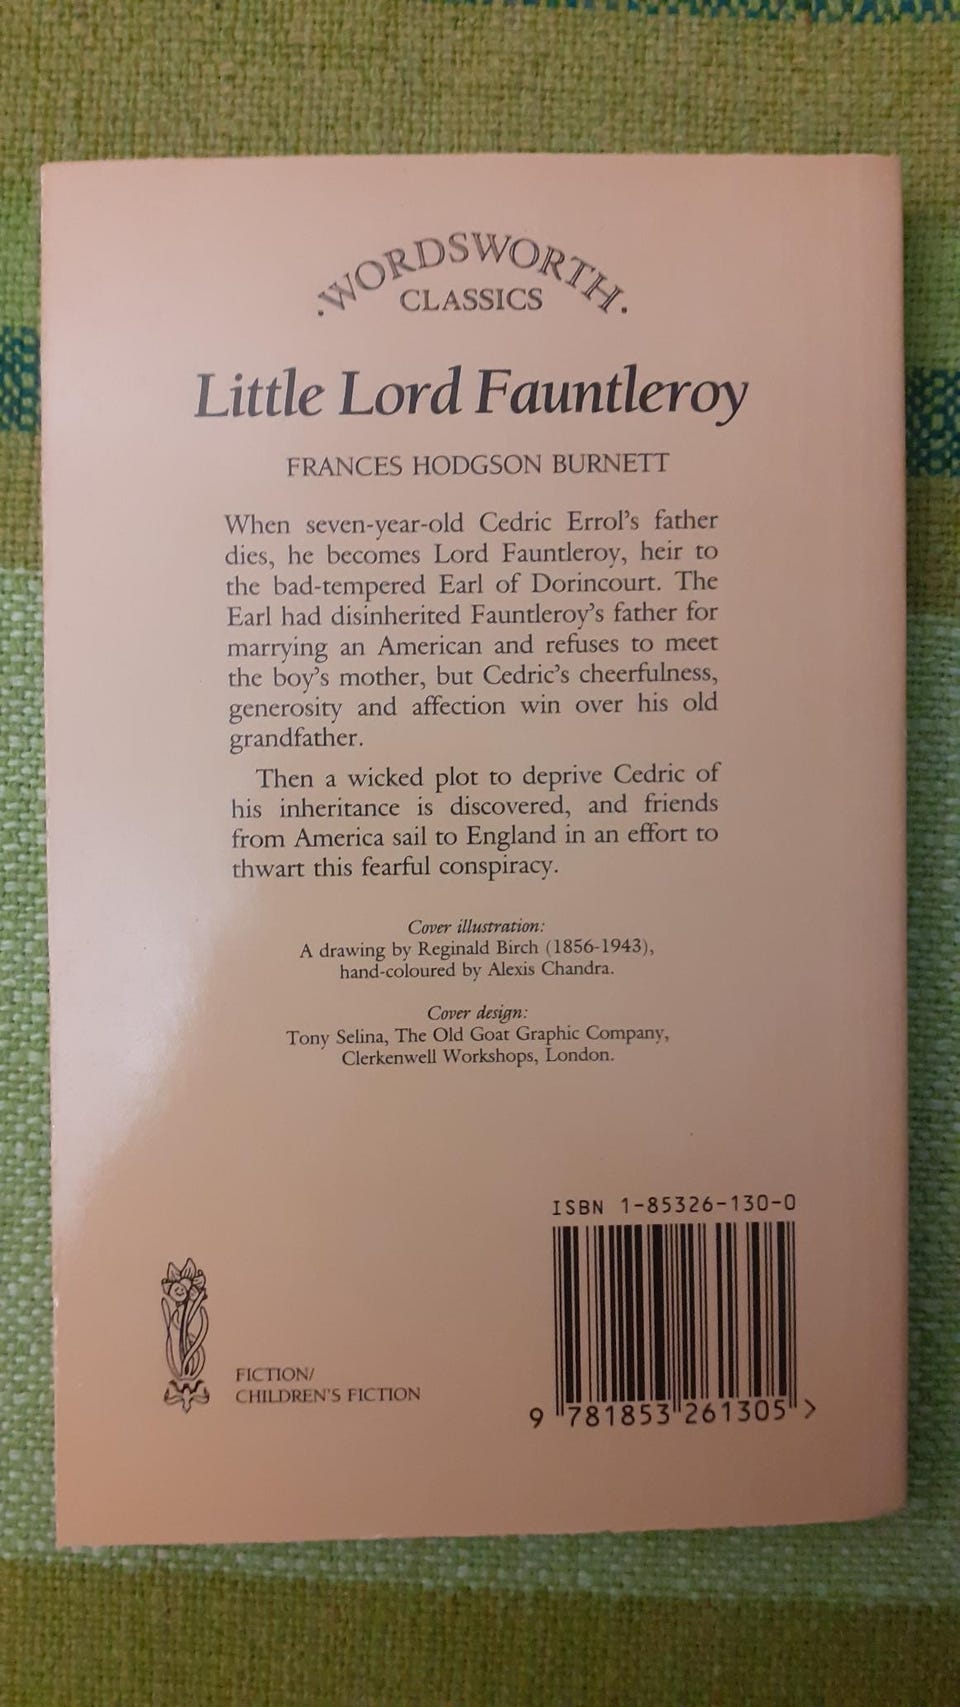 ·WORDSWORTH·
CLASSICS
Little Lord Fauntleroy
FRANCES HODGSON BURNETT
When seven-year-old Cedric Errol's father
dies, he becomes Lord Fauntleroy, heir to
the bad-tempered Earl of Dorincourt. The
Earl had disinherited Fauntleroy's father for
marrying an American and refuses to meet
the boy's mother, but Cedric's cheerfulness,
generosity and affection win over his old
grandfather.
Then a wicked plot to deprive Cedric of
his inheritance is discovered, and friends
from America sail to England in an effort to
thwart this fearful conspiracy.
Cover illustration:
A drawing by Reginald Birch (1856-1943),
hand-coloured by Alexis Chandra.
Cover design:
Tony Selina, The Old Goat Graphic Company,
Clerkenwell Workshops, London.
ISBN 1-85326-130-0
FICTION/
CHILDREN'S FICTION
9 781853 261305 >